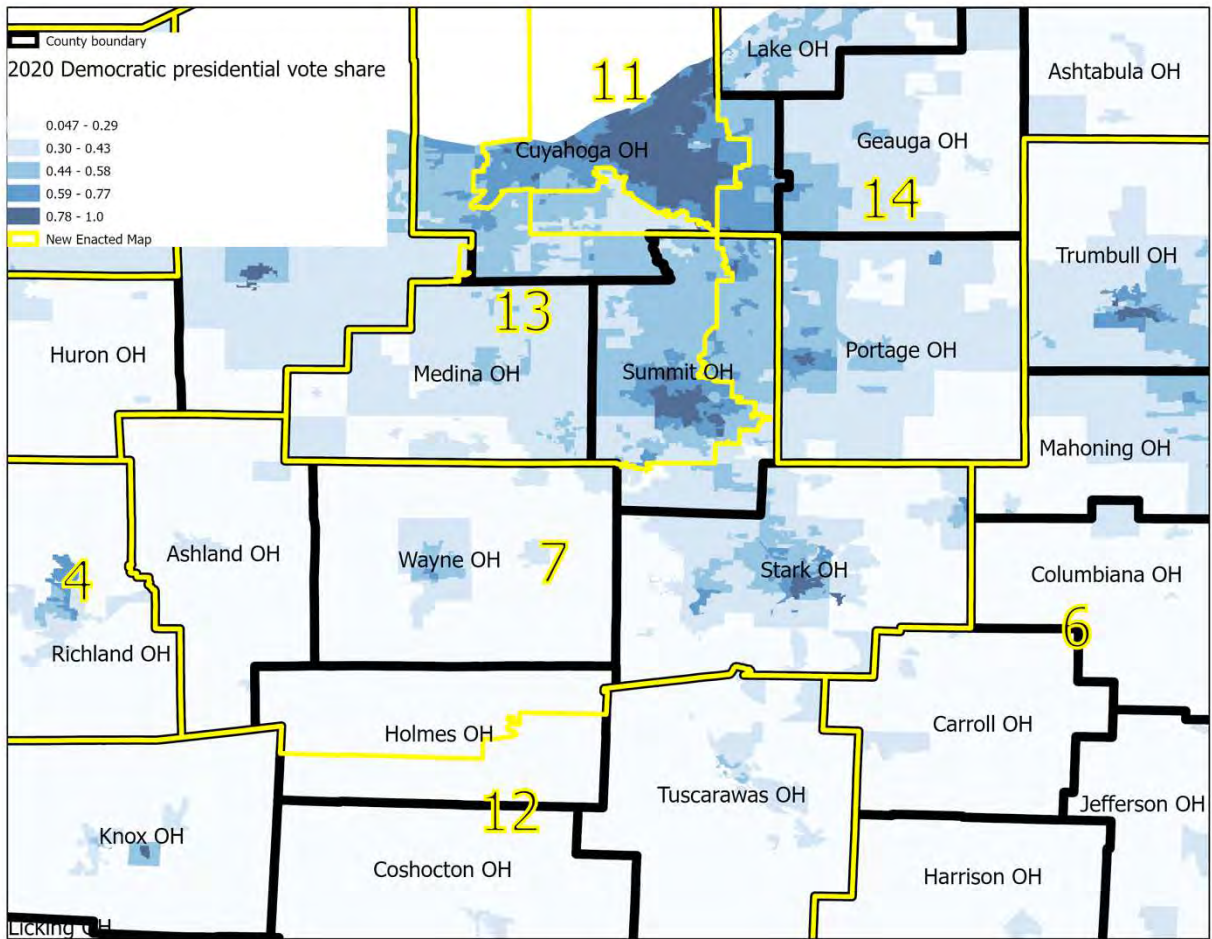 County boundary
2020 Democratic presidential vote share
0.047 - 0.29
0.30 - 0.43
0.44 - 0.58
0.59 - 0.77
0.78 - 1.0
New Enacted Map
Lake OH
Ashtabula OH
11
Cuyahoga OH
Geauga OH
14
Trumbull OH
13
Huron OH
Medina OH
Summit OH
Portage OH
Mahoning OH
Ashland OH
Wayne OH
7
Stark OH
Columbiana OH
4
6
Richland OH
Holmes OH
Carroll OH
12
Tuscarawas OH
Jefferson OH
Knox OH
Coshocton OH
Harrison OH
Licking OH